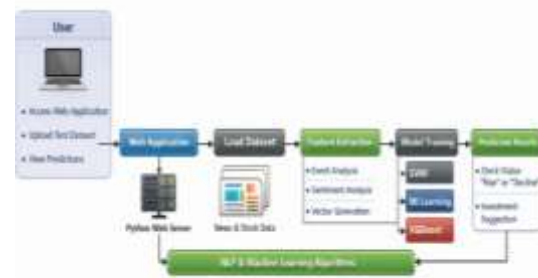 User
• Access Web Application
• Upload Text Dataset
• View Predictions
Web Application
Load Dataset
Feature Extraction
Model Training
Prediction Results
• Event Analysis
• Sentiment Analysis
• Vector Generation
SVM
Learning
XGBoost
• Stock Status
"Rise" or "Decline"
• Investment
Suggestion
Python Web Server
News & Stock Data
NLP & Machine Learning Algorithms